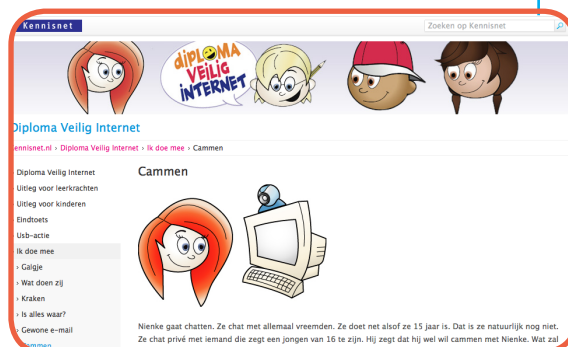 Kennisnet
Zoeken op Kennisnet
DIPLOMA
VEILIG
INTERNET
Diploma Veilig Internet
Kennisnet.nl › Diploma Veilig Internet › Ik doe mee › Cammen
Diploma Veilig Internet
Uitleg voor leerkrachten
Uitleg voor kinderen
Eindtoets
Usb-actie
Ik doe mee
› Galgje
› Wat doen zij
› Kraken
› Is alles waar?
› Gewone e-mail
Cammen
Cammen
Nienke gaat chatten. Ze chat met allemaal vreemden. Ze doet net alsof ze 15 jaar is. Dat is ze natuurlijk nog niet.
Ze chat privé met iemand die zegt een jongen van 16 te zijn. Hij zegt dat hij wel wil cammen met Nienke. Wat zal